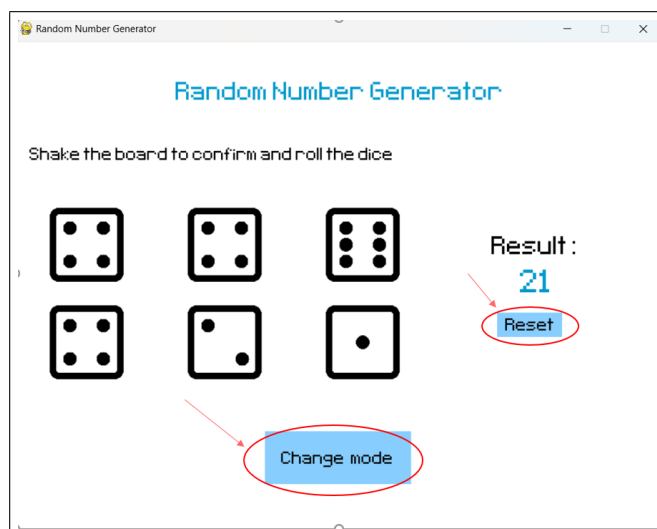 Random Number Generator
Random Number Generator
Shake the board to confirm and roll the dice
Result :
21
Reset
Change mode